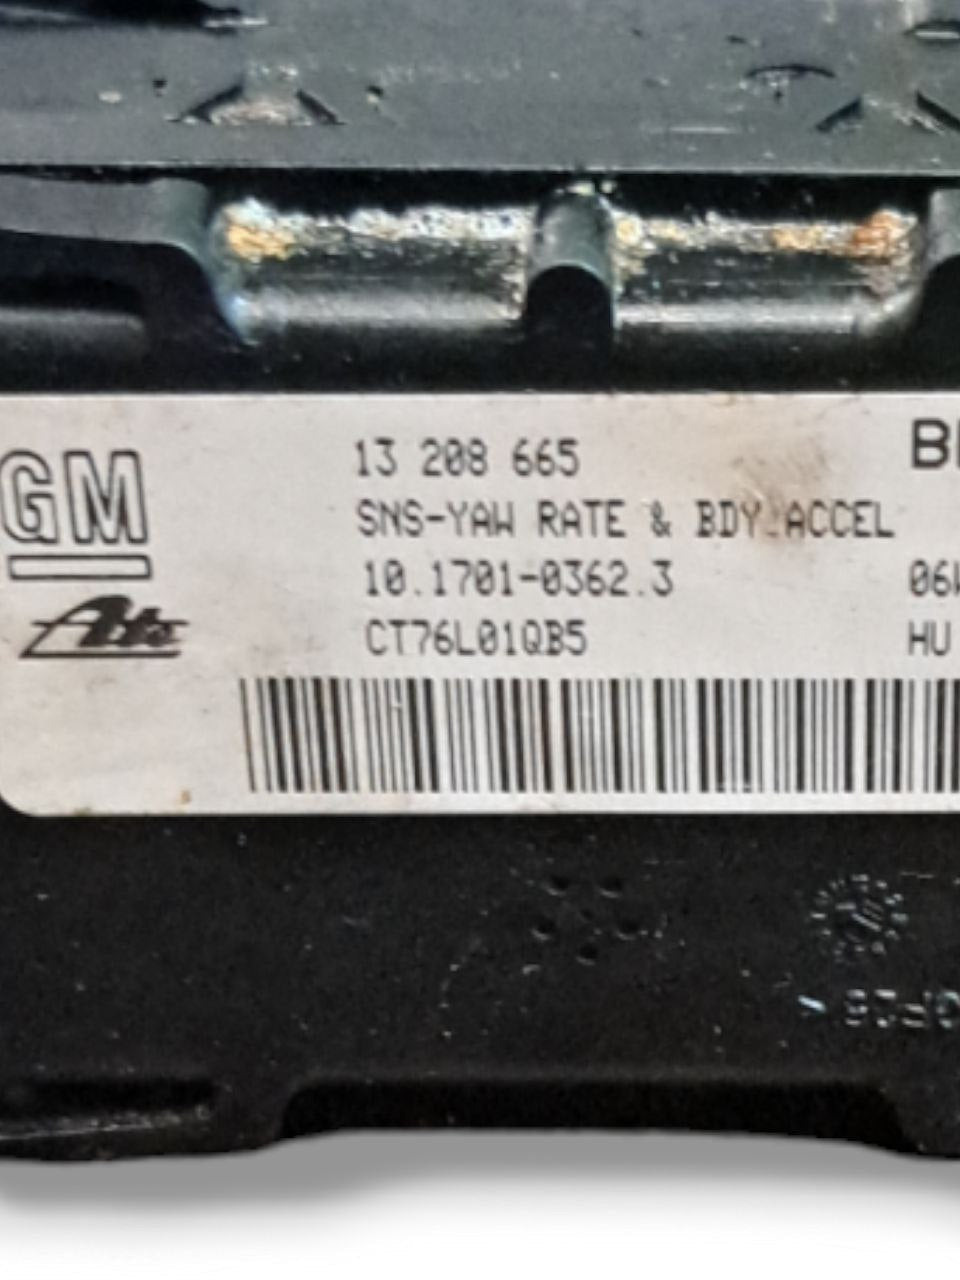 GM
13 208 665
SNS-YAW RATE & BDY ACCEL
10.1701-0362.3
Ate
CT76L01QB5
HU